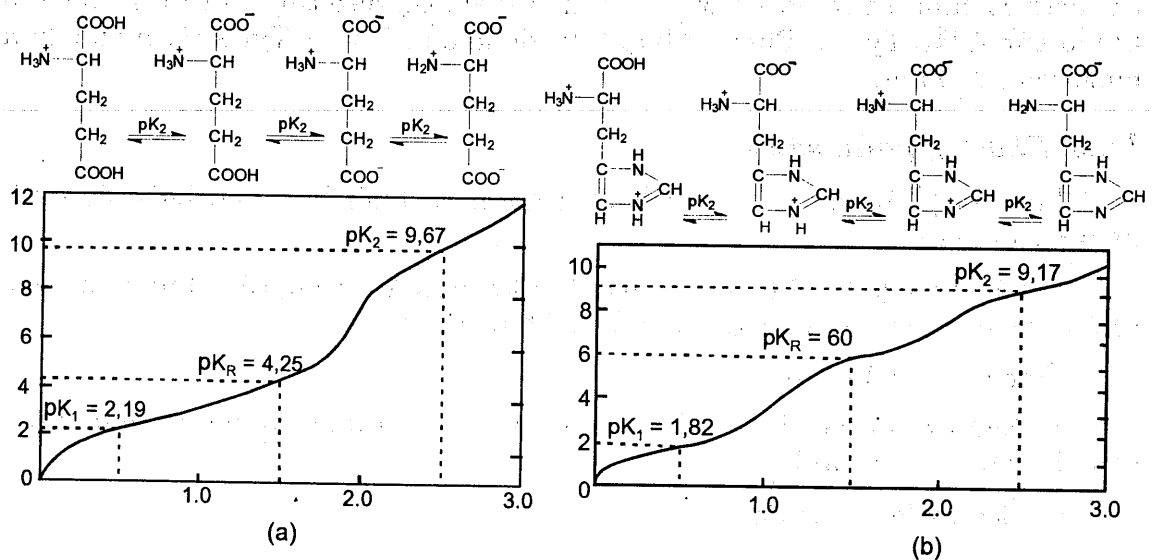 COOH
H₃N⁺ CH
CH₂
CH₂
COOH
pK₂
COO⁻
H₃N⁺ CH
CH₂
CH₂
COOH
pK₂
COO⁻
H₃N⁺ CH
CH₂
CH₂
COO⁻
pK₂
COO⁻
H₂N⁺ CH
CH₂
CH₂
COO⁻
12
10
8
6
4
2
0
pK₂ = 9,67
pK_R = 4,25
pK₁ = 2,19
1.0
2.0
3.0
(a)
COOH
H₃N⁺ CH
CH₂
H
N
CH
C
H
N⁺
H
pK₂
COO⁻
H₃N⁺ CH
CH₂
H
N
CH
CH
N⁺
H
pK₂
COO⁻
H₃N⁺ CH
CH₂
H
N
CH
C
H
N⁺
pK₂
COO⁻
H₂N CH
CH₂
H
N
CH
C
H
N
10
8
6
4
2
0
pK₂ = 9,17
pK_R = 60
pK₁ = 1,82
1.0
2.0
3.0
(b)